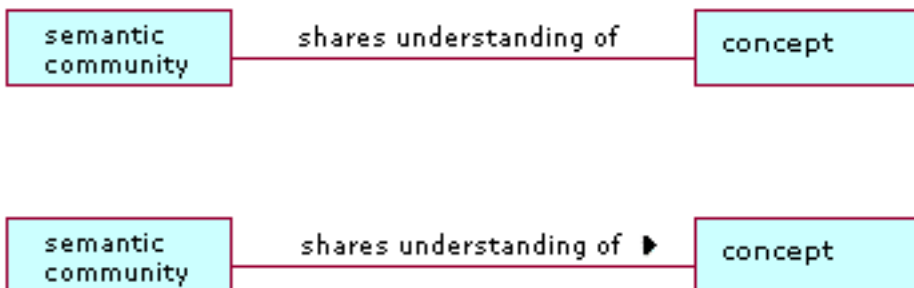 semantic
community
shares understanding of
concept
semantic
community
shares understanding of
concept